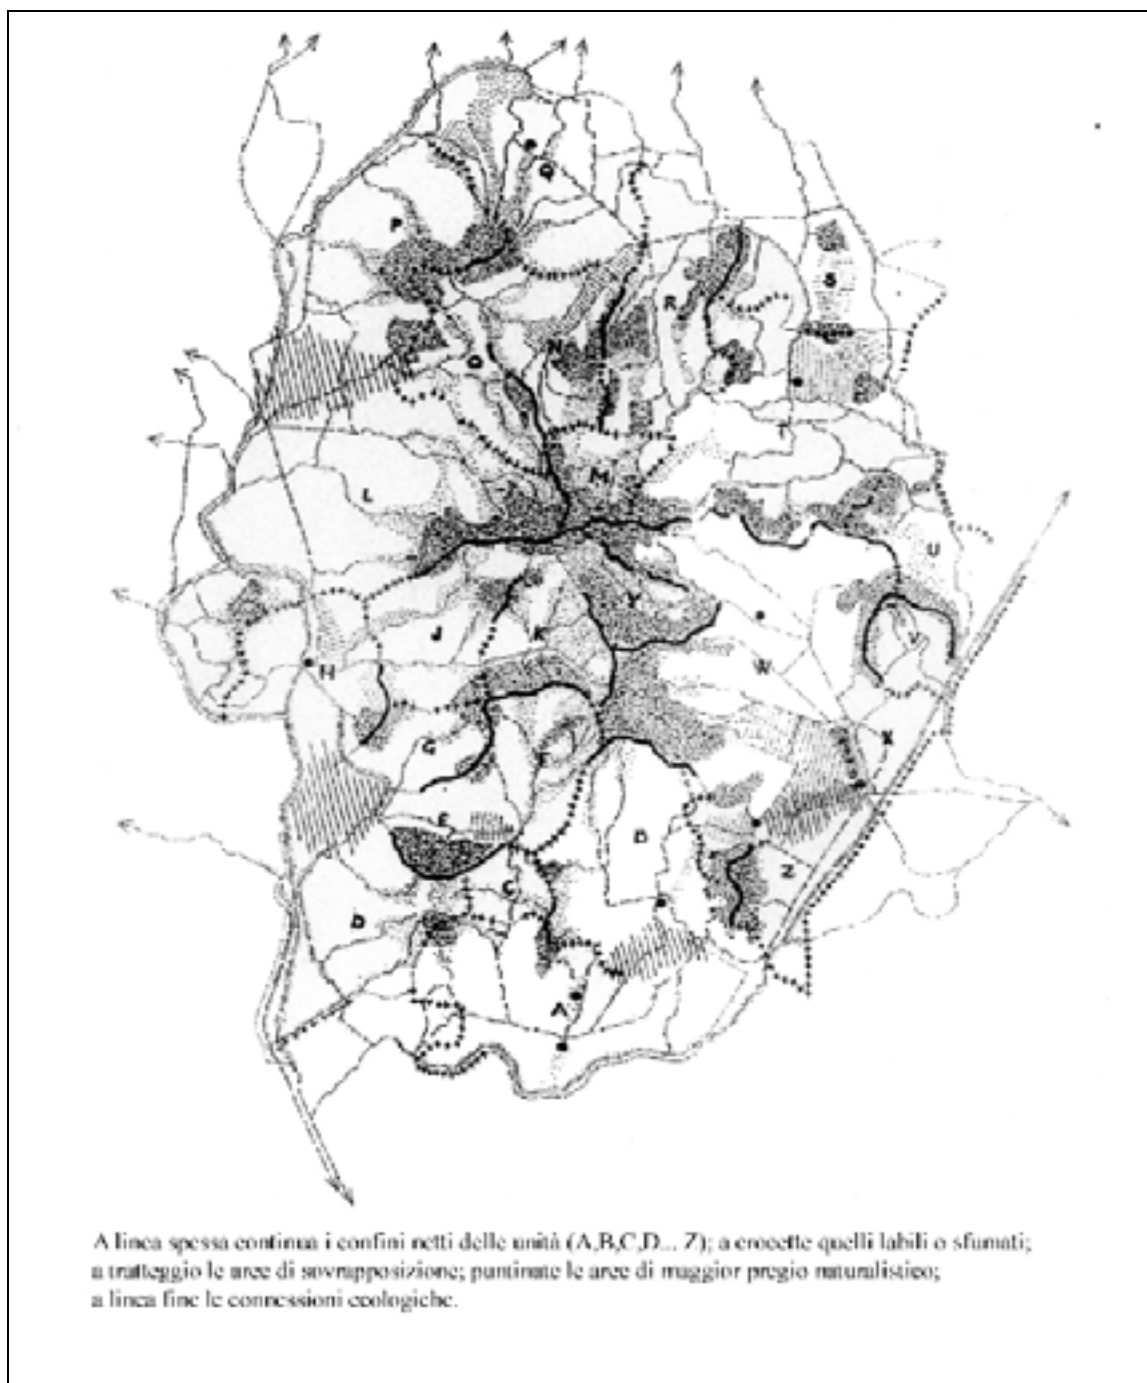 P
Q
S
R
O
N
M
L
U
Y
J
K
V
H
W
G
X
E
B
Z
C
D
A
A linea spessa continua i confini netti delle unità (A,B,C,D... Z); a crocette quelli labili o sfumati;
a tratteggio le aree di sovrapposizione; puntinate le aree di maggior pregio naturalistico;
a linea fine le connessioni ecologiche.